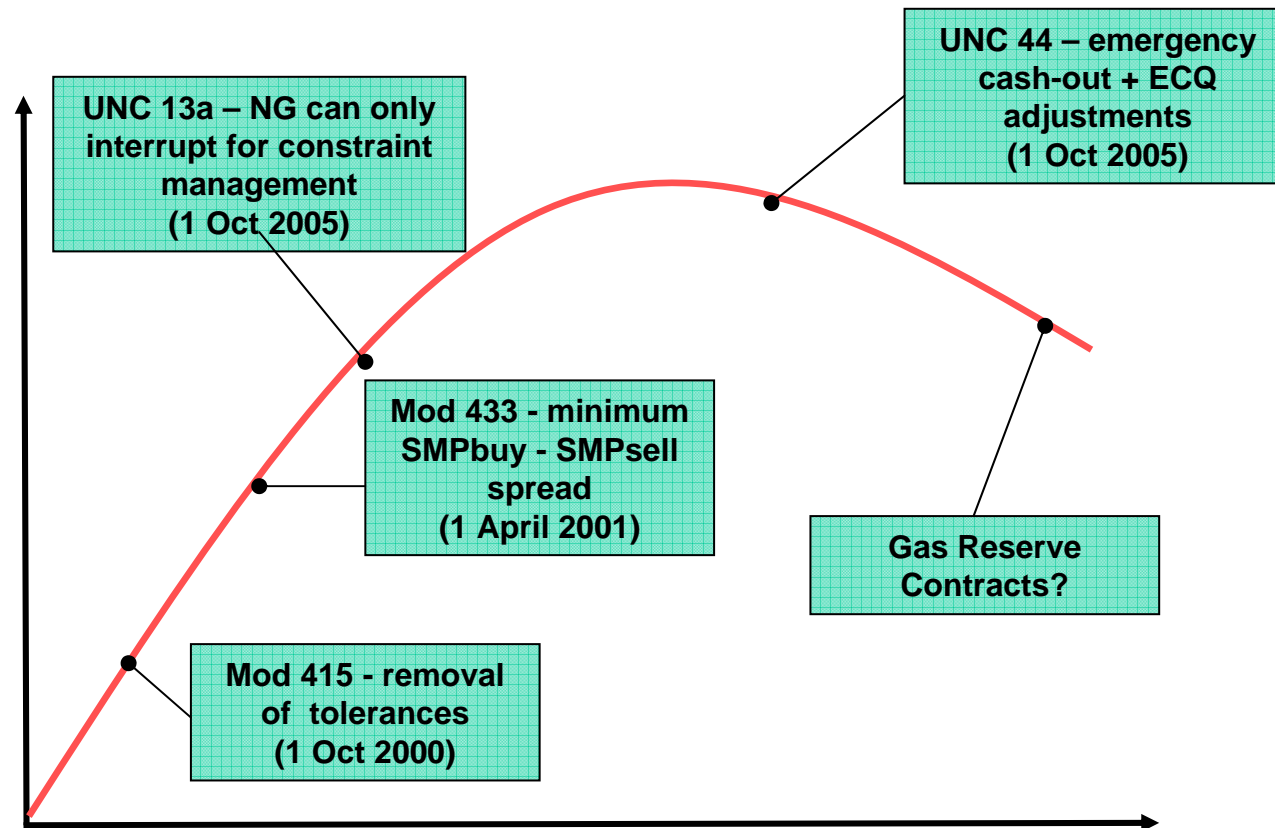 UNC 44 – emergency
cash-out + ECQ
adjustments
(1 Oct 2005)
UNC 13a – NG can only
interrupt for constraint
management
(1 Oct 2005)
Mod 433 - minimum
SMPbuy - SMPsell
spread
(1 April 2001)
Gas Reserve
Contracts?
Mod 415 - removal
of tolerances
(1 Oct 2000)